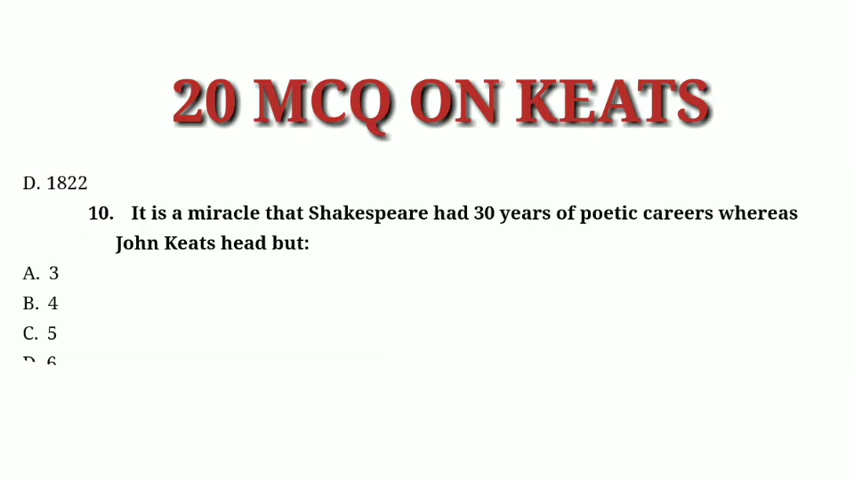 20 MCQ ON KEATS
D. 1822
10. It is a miracle that Shakespeare had 30 years of poetic careers whereas
John Keats head but:
A. 3
B. 4
C. 5
D. 6